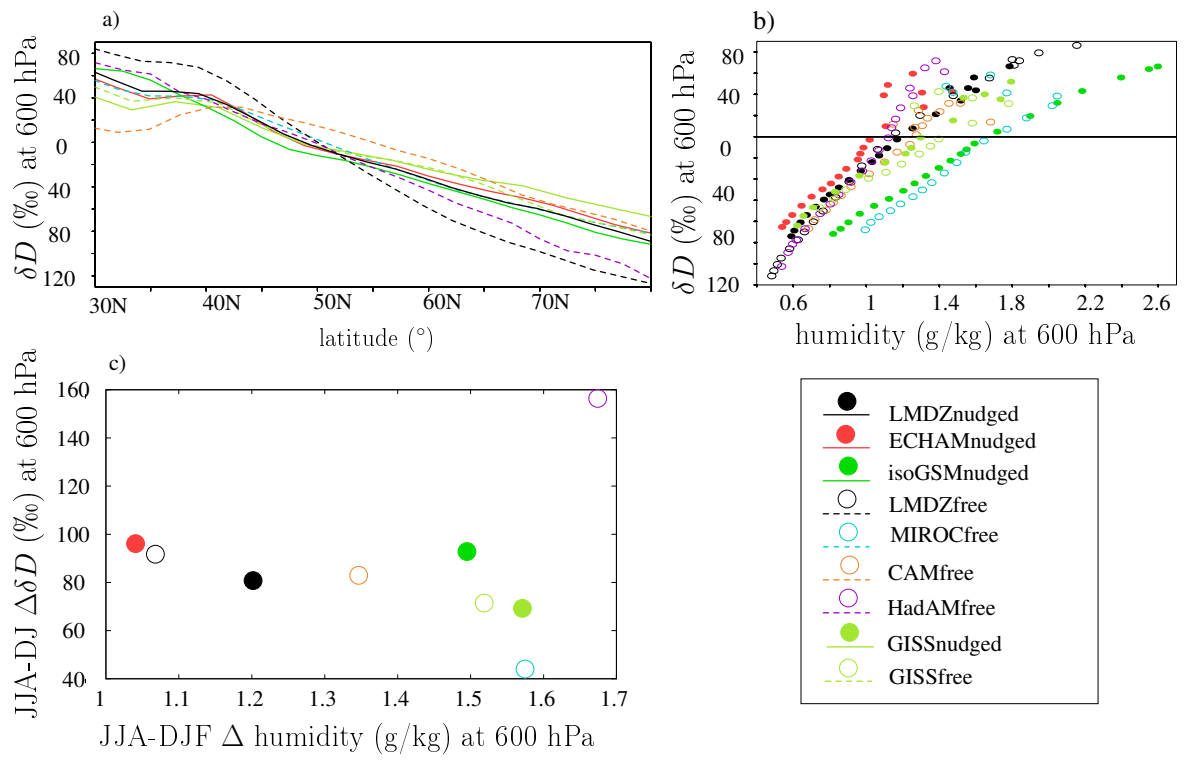 a)
δD (‰) at 600 hPa
80
40
0
40
80
120
30N
40N
50N
60N
70N
latitude (°)
b)
δD (‰) at 600 hPa
80
40
0
40
80
120
0.6
1
1.4
1.8
2.2
2.6
humidity (g/kg) at 600 hPa
c)
JJA-DJ ΔδD (‰) at 600 hPa
160
140
120
100
80
60
40
1
1.1
1.2
1.3
1.4
1.5
1.6
1.7
JJA-DJF Δ humidity (g/kg) at 600 hPa
LMDZnudged
ECHAMnudged
isoGSMnudged
LMDZfree
MIROCfree
CAMfree
HadAMfree
GISSnudged
GISSfree